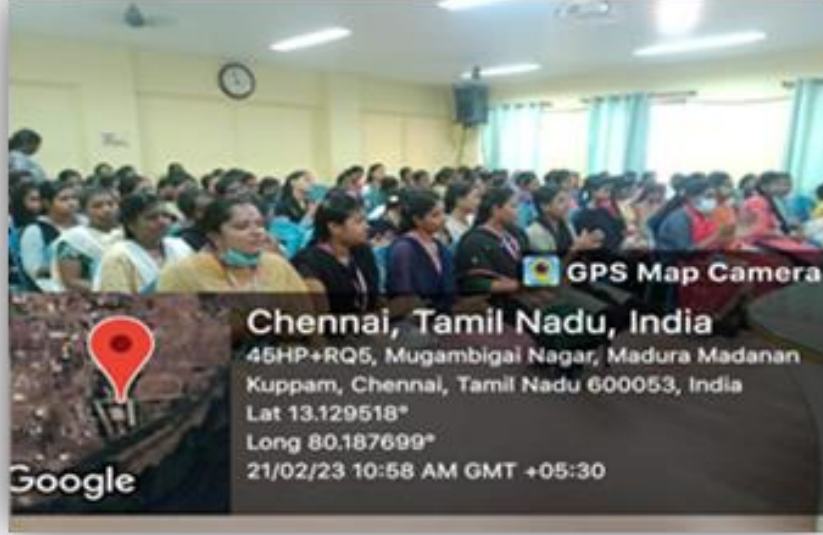 GPS Map Camera
Chennai, Tamil Nadu, India
45HP+RQ5, Mugambigai Nagar, Madura Madanan
Kuppam, Chennai, Tamil Nadu 600053, India
Lat 13.129518°
Long 80.187699°
21/02/23 10:58 AM GMT +05:30
Google